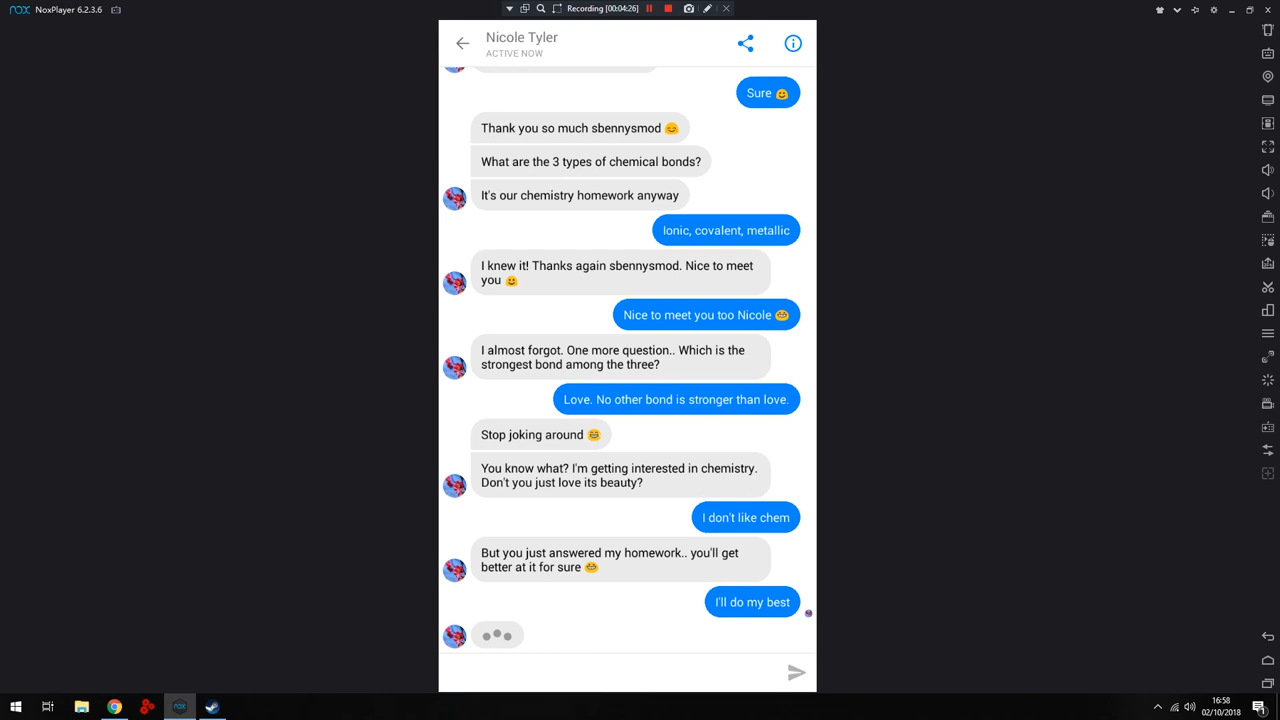 NoxPlayer 6.2.3.6
Recording [00:04:26]
Nicole Tyler
ACTIVE NOW
Sure 😃
Thank you so much sbennysmod 😊
What are the 3 types of chemical bonds?
It's our chemistry homework anyway
Ionic, covalent, metallic
I knew it! Thanks again sbennysmod. Nice to meet
you 😃
Nice to meet you too Nicole 😁
I almost forgot. One more question.. Which is the
strongest bond among the three?
Love. No other bond is stronger than love.
Stop joking around 😂
You know what? I'm getting interested in chemistry.
Don't you just love its beauty?
I don't like chem
But you just answered my homework.. you'll get
better at it for sure 😁
I'll do my best
16:58
02/10/2018